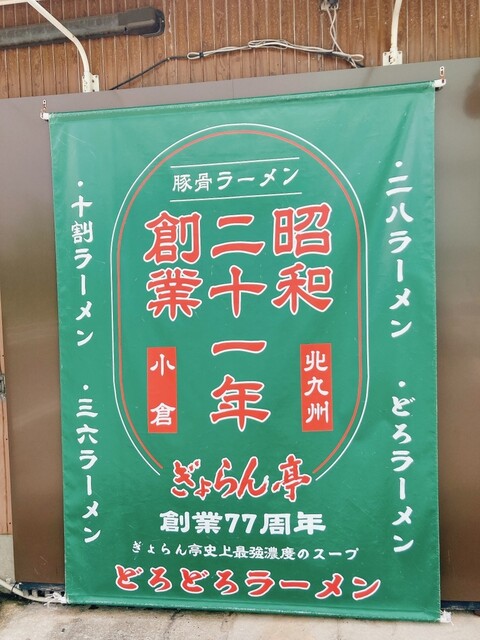 豚骨ラーメン
昭和
二十一年
創業
北九州
小倉
ぎょらん亭
創業77周年
ぎょらん亭史上最強濃度のスープ
どろどろラーメン
・二八ラーメン
・どろラーメン
・十割ラーメン
・三六ラーメン